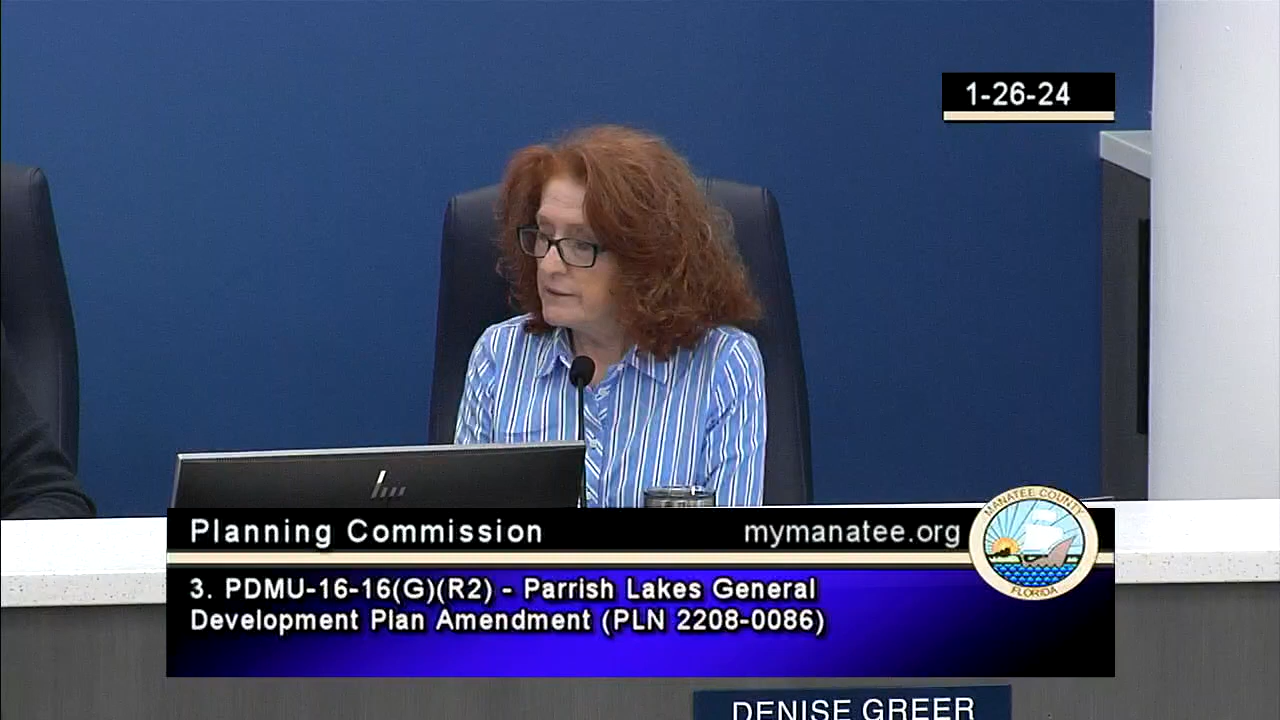 1-26-24
Planning Commission
mymanatee.org
MANATEE COUNTY
FLORIDA
3. PDMU-16-16(G)(R2) - Parrish Lakes General
Development Plan Amendment (PLN 2208-0086)
DENISE GREER
hp